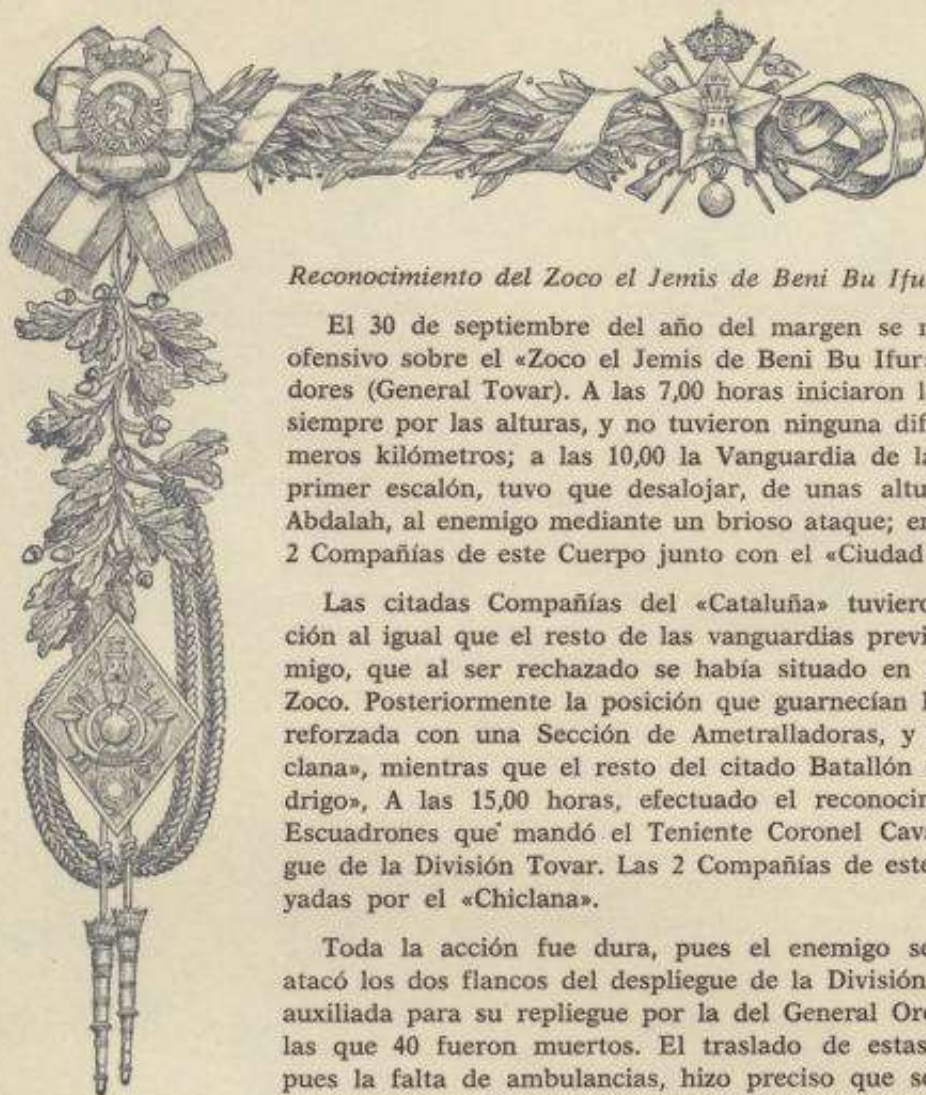 Reconocimiento del Zoco el Jemis de Beni Bu Ifu
El 30 de septiembre del año del margen se
ofensivo sobre el «Zoco el Jemis de Beni Bu Ifur
dores (General Tovar). A las 7,00 horas iniciaron l
siempre por las alturas, y no tuvieron ninguna dif
meros kilómetros; a las 10,00 la Vanguardia de la
primer escalón, tuvo que desalojar, de unas altu
Abdalah, al enemigo mediante un brioso ataque; en
2 Compañías de este Cuerpo junto con el «Ciudad
Las citadas Compañías del «Cataluña» tuviero
ción al igual que el resto de las vanguardias previ
migo, que al ser rechazado se había situado en
Zoco. Posteriormente la posición que guarnecían l
reforzada con una Sección de Ametralladoras, y
clana», mientras que el resto del citado Batallón
drigo», A las 15,00 horas, efectuado el reconocim
Escuadrones que mandó el Teniente Coronel Cava
gue de la División Tovar. Las 2 Compañías de este
yadas por el «Chiclana».
Toda la acción fue dura, pues el enemigo se
atacó los dos flancos del despliegue de la División
auxiliada para su repliegue por la del General Oro
las que 40 fueron muertos. El traslado de estas
pues la falta de ambulancias, hizo preciso que se